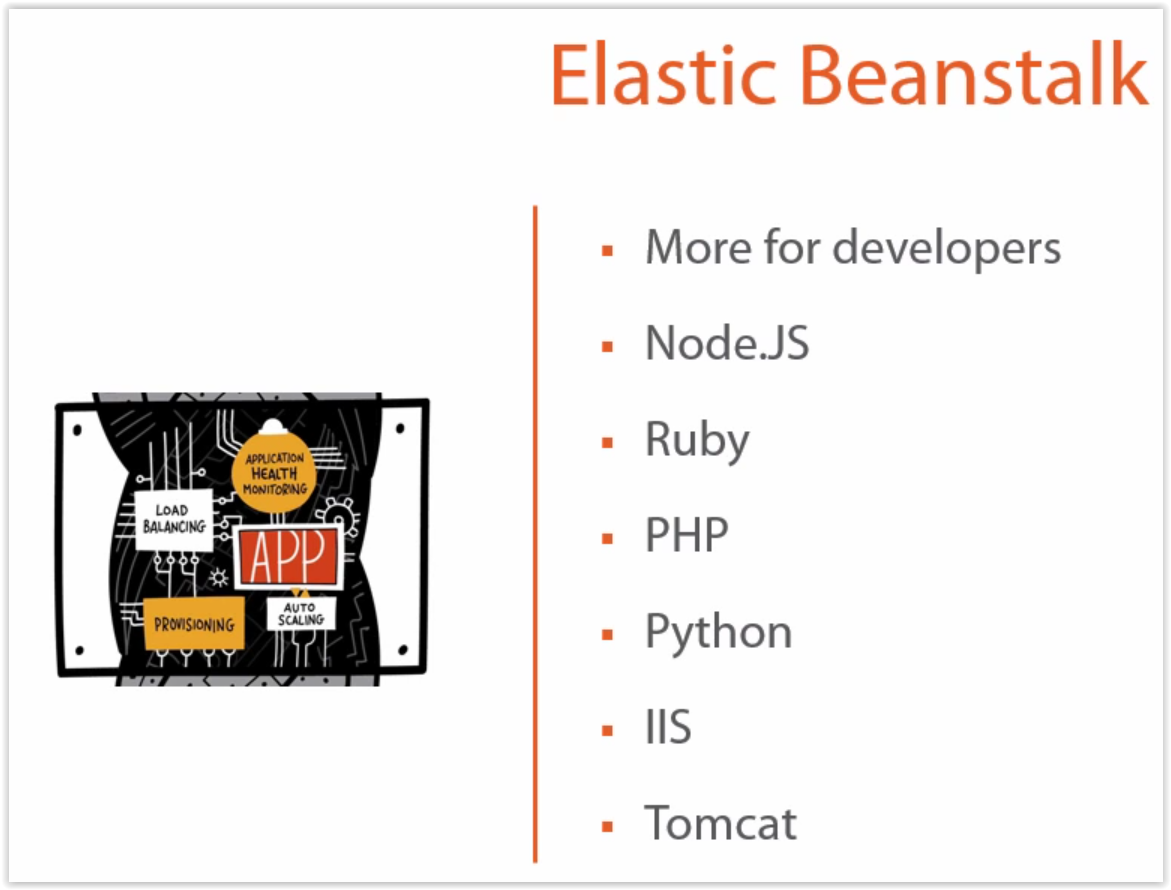 Elastic Beanstalk
More for developers
Node.JS
Ruby
PHP
Python
IIS
Tomcat
APPLICATION
HEALTH
MONITORING
LOAD
BALANCING
APP
PROVISIONING
AUTO
SCALING